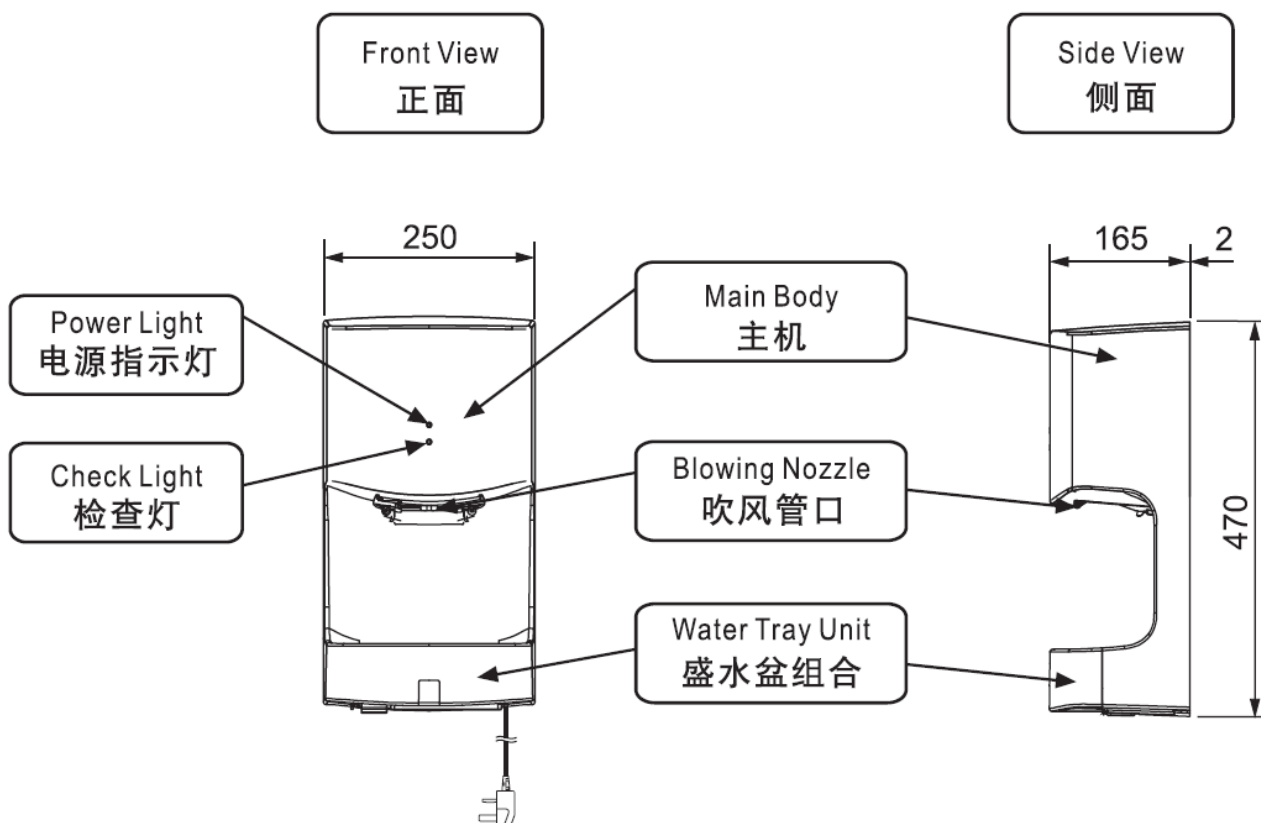 Front View
正面
Side View
侧面
250
165
2
Power Light
电源指示灯
Main Body
主机
Check Light
检查灯
Blowing Nozzle
吹风管口
470
Water Tray Unit
盛水盆组合